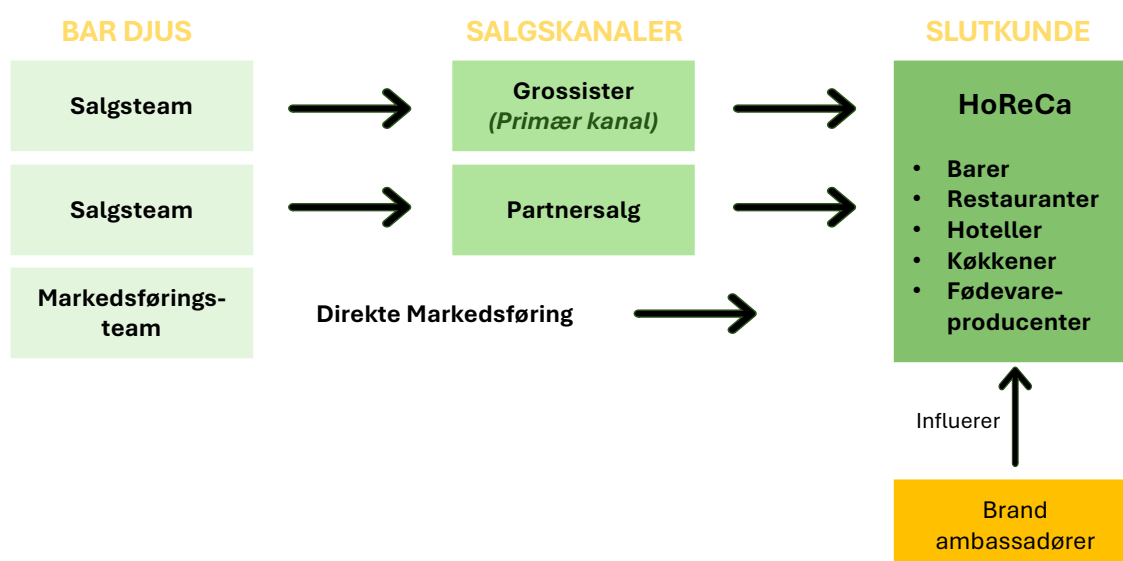 BAR DJUS
SALGSKANALER
SLUTKUNDE
Salgsteam
Grossister
(Primær kanal)
HoReCa
Salgsteam
Partnersalg
• Barer
• Restauranter
• Hoteller
• Køkkener
• Fødevare-
producenter
Markedsførings-
team
Direkte Markedsføring
Influerer
Brand
ambassadører